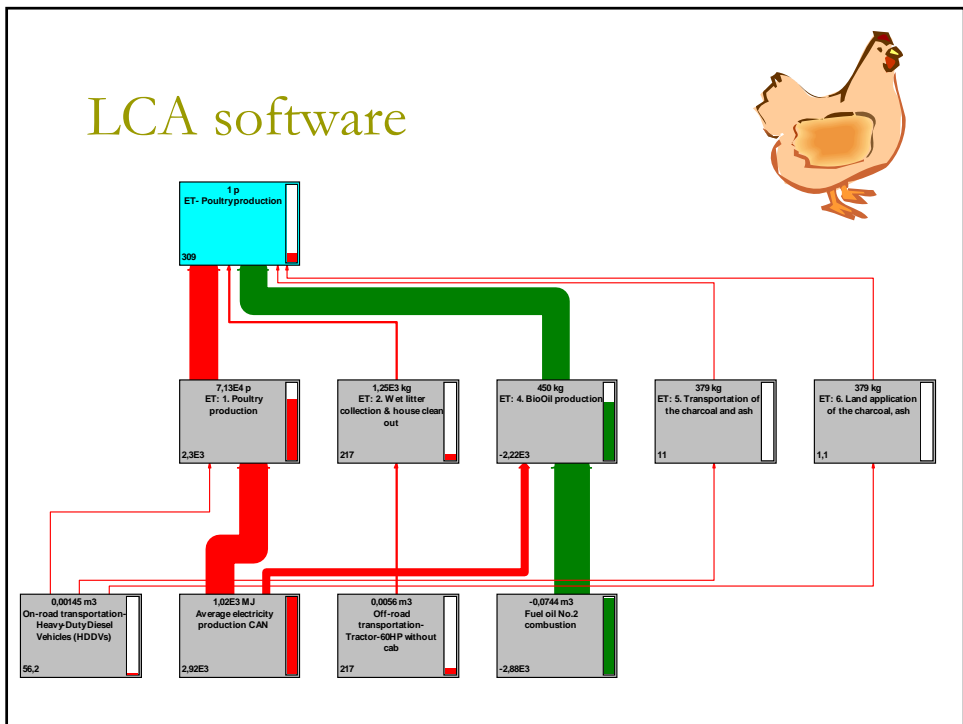 LCA software
1 p
ET- Poultryproduction
309
7,13E4 p
ET: 1. Poultry
production
2,3E3
1,25E3 kg
ET: 2. Wet litter
collection & house clean
out
217
450 kg
ET: 4. BioOil production
-2,22E3
379 kg
ET: 5. Transportation of
the charcoal and ash
11
379 kg
ET: 6. Land application
of the charcoal, ash
1,1
0,00145 m3
On-road transportation-
Heavy-DutyDiesel
Vehicles (HDDVs)
56,2
1,02E3 MJ
Average electricity
production CAN
2,92E3
0,0056 m3
Off-road
transportation-
Tractor-60HP without
cab
217
-0,0744 m3
Fuel oil No.2
combustion
-2,88E3